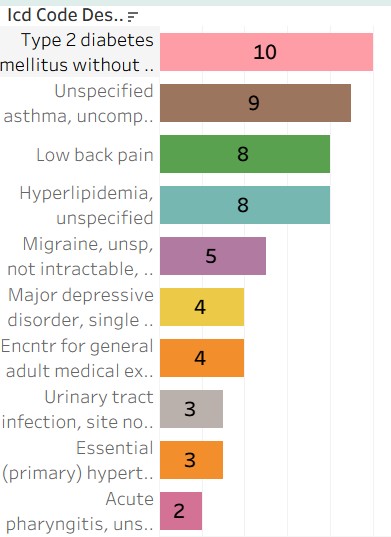 Icd Code Des..
Type 2 diabetes
mellitus without ..
10
Unspecified
asthma, uncomp..
9
Low back pain
8
Hyperlipidemia,
unspecified
8
Migraine, unsp,
not intractable, ..
5
Major depressive
disorder, single ..
4
Encntr for general
adult medical ex..
4
Urinary tract
infection, site no..
3
Essential
(primary) hypert..
3
Acute
pharyngitis, uns..
2